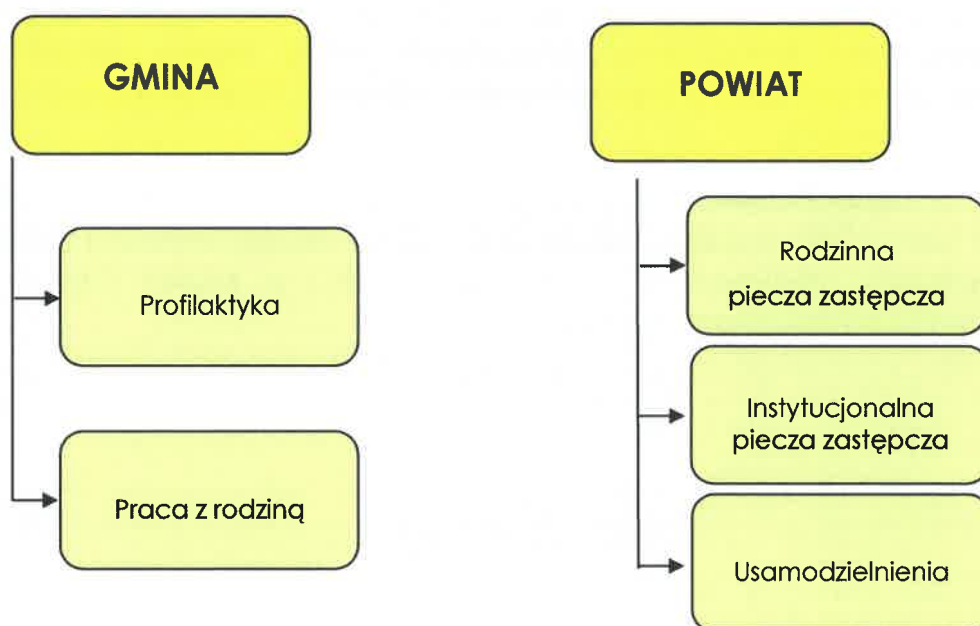 GMINA
Profilaktyka
Praca z rodziną
POWIAT
Rodzinna
piecza zastępcza
Instytucjonalna
piecza zastępcza
Usamodzielnienia